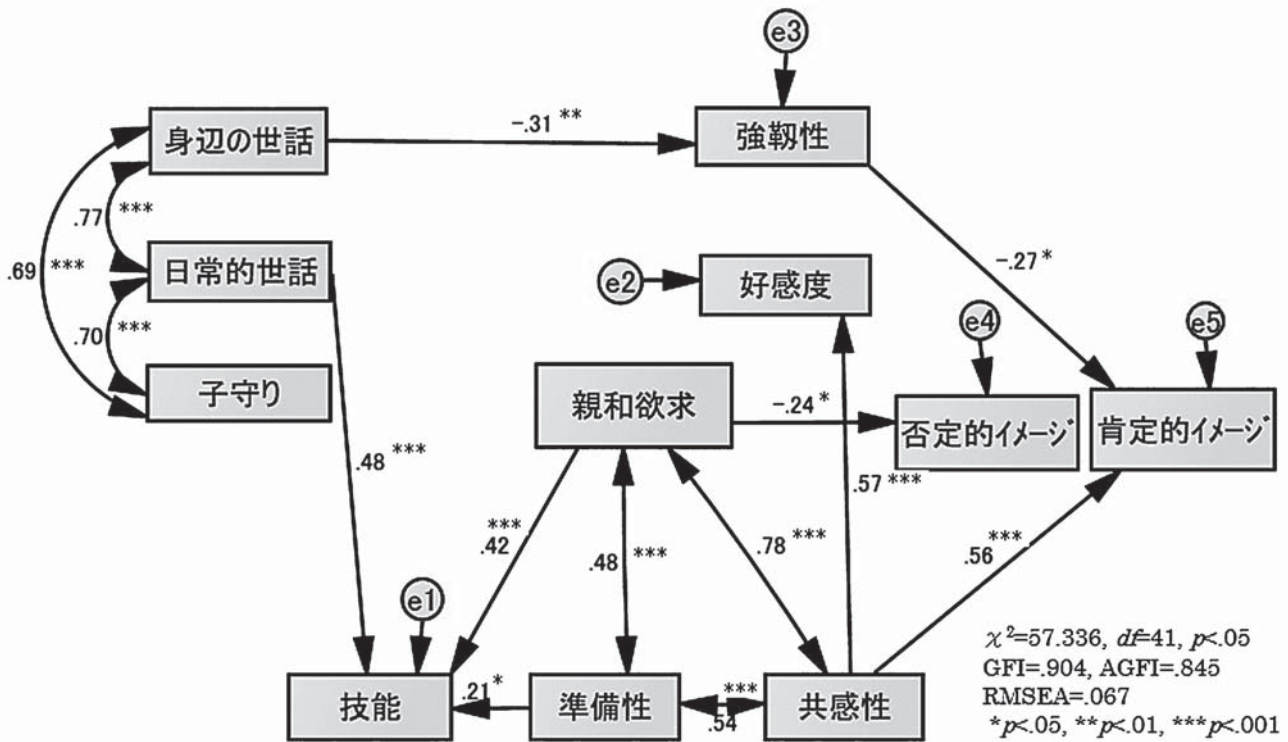 e3
身辺の世話
-.31 **
強靱性
.77 ***
-.27 *
.69 ***
日常的世話
e2
好感度
e4
e5
.70 ***
子守り
親和欲求
-.24 *
否定的イメージ
肯定的イメージ
.48 ***
.57 ***
***
.42
.48 ***
.78 ***
***
.56
e1
技能
.21 *
準備性
***
.54
共感性
χ²=57.336, df=41, p<.05
GFI=.904, AGFI=.845
RMSEA=.067
*p<.05, **p<.01, ***p<.001